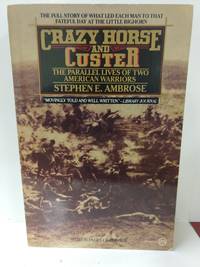 THE FULL STORY OF WHAT LED EACH MAN TO THAT
FATEFUL DAY AT THE LITTLE BIGHORN
CRAZY HORSE
AND
CUSTER
THE PARALLEL LIVES OF TWO
AMERICAN WARRIORS
STEPHEN E. AMBROSE
"MOVINGLY TOLD AND WELL WRITTEN."—LIBRARY JOURNAL